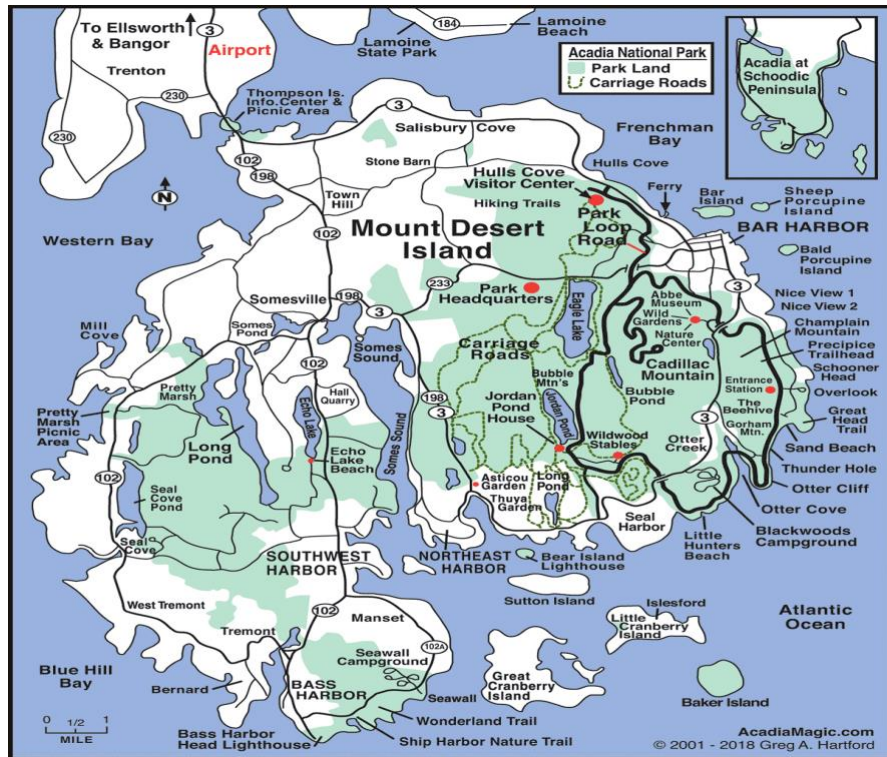 To Ellsworth
& Bangor
3
Airport
Trenton
230
230
184
Lamoine
State Park
Lamoine
Beach
Acadia National Park
Park Land
Carriage Roads
Acadia at
Schoodic
Peninsula
Thompson Is.
Info.Center &
Picnic Area
3
Salisbury Cove
Stone Barn
Frenchman
Bay
Hulls Cove
102
198
Hulls Cove
Visitor Center
Hiking Trails
Ferry
Bar
Island
Sheep
Porcupine
Island
N
Town
Hill
Park
Loop
Road
BAR HARBOR
Western Bay
102
Mount Desert
Island
Bald
Porcupine
Island
233
3
Somesville
198
3
Park
Headquarters
Eagle Lake
Abbe
Museum
Wild
Gardens
Nature
Center
Nice View 1
Nice View 2
Champlain
Mountain
Mill
Cove
Somes
Pond
Somes
Sound
Carriage
Roads
Cadillac
Mountain
Precipice
Trailhead
Schooner
Head
Overlook
102
Pretty
Marsh
Hall
Quarry
198
3
Bubble
Mtn's
Bubble
Pond
Entrance
Station
The
Beehive
Gorham Mtn.
Great
Head
Trail
Pretty
Marsh
Picnic
Area
Long
Pond
Echo Lake
Somes Sound
Jordan
Pond
House
Jordan Pond
3
Sand Beach
Echo
Lake
Beach
Wildwood
Stables
Otter
Creek
Thunder Hole
102
Seal
Cove
Pond
Asticou
Garden
Thuya
Garden
Long
Pond
Otter Cliff
Otter Cove
Seal
Cove
Seal
Harbor
Blackwoods
Campground
SOUTHWEST
HARBOR
NORTHEAST
HARBOR
Bear Island
Lighthouse
Little
Hunters
Beach
Sutton Island
West Tremont
102
Manset
Islesford
Little
Cranberry
Island
Atlantic
Ocean
Tremont
102A
Seawall
Campground
Blue Hill
Bay
Bernard
BASS
HARBOR
Seawall
Great
Cranberry
Island
Baker Island
0 1/2 1
MILE
Bass Harbor
Head Lighthouse
Wonderland Trail
Ship Harbor Nature Trail
AcadiaMagic.com
© 2001 - 2018 Greg A. Hartford